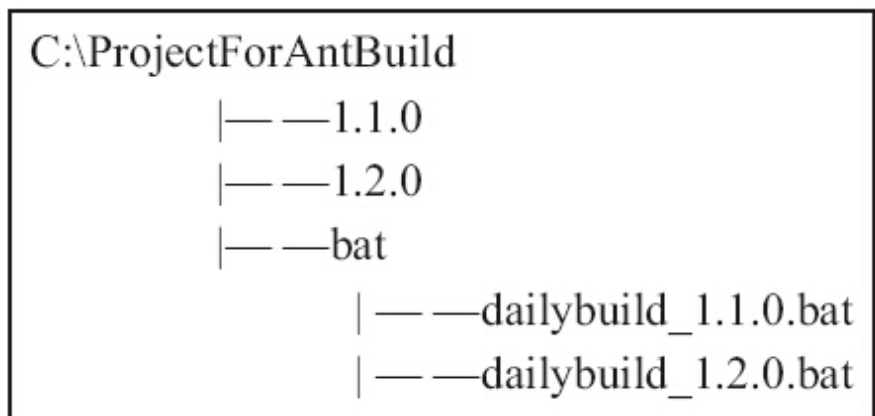 C:\ProjectForAntBuild
|— —1.1.0
|— —1.2.0
|— —bat
| — —dailybuild_1.1.0.bat
| — —dailybuild_1.2.0.bat